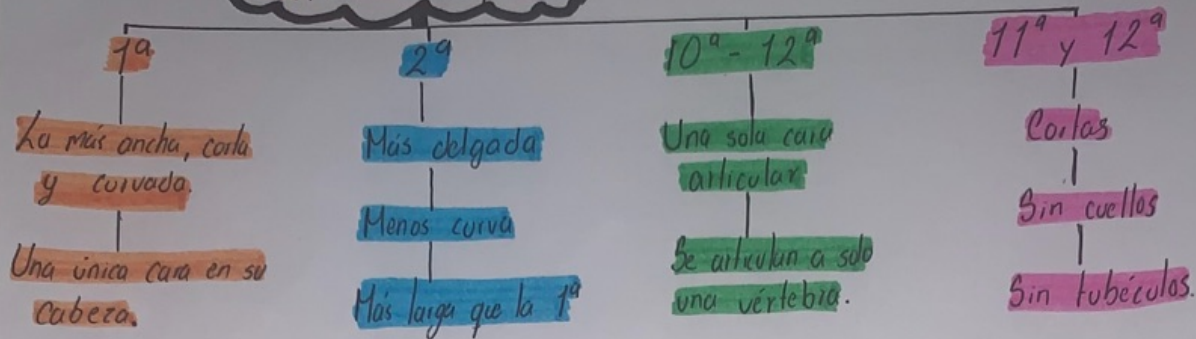 1ª
La más ancha, corta
y curvada.
Una única cara en su
cabeza.
2ª
Más delgada
Menos curva
Más larga que la 1ª
10ª - 12ª
Una sola cara
articular
Se articulan a solo
una vértebra.
11ª y 12ª
Cortas
Sin cuellos
Sin tubéculos.